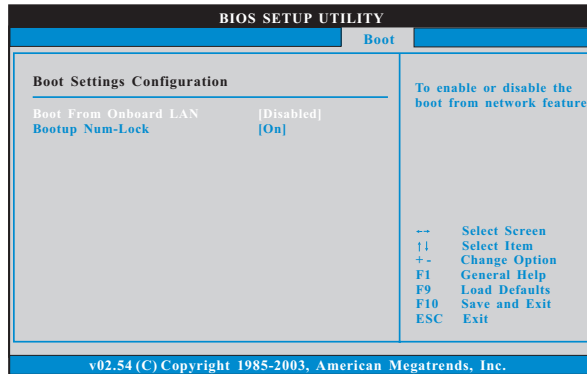 BIOS SETUP UTILITY
Boot
Boot Settings Configuration
Boot From Onboard LAN [Disabled]
Bootup Num-Lock [On]
To enable or disable the
boot from network feature
←→ Select Screen
↑↓ Select Item
+ - Change Option
F1 General Help
F9 Load Defaults
F10 Save and Exit
ESC Exit
v02.54 (C) Copyright 1985-2003, American Megatrends, Inc.